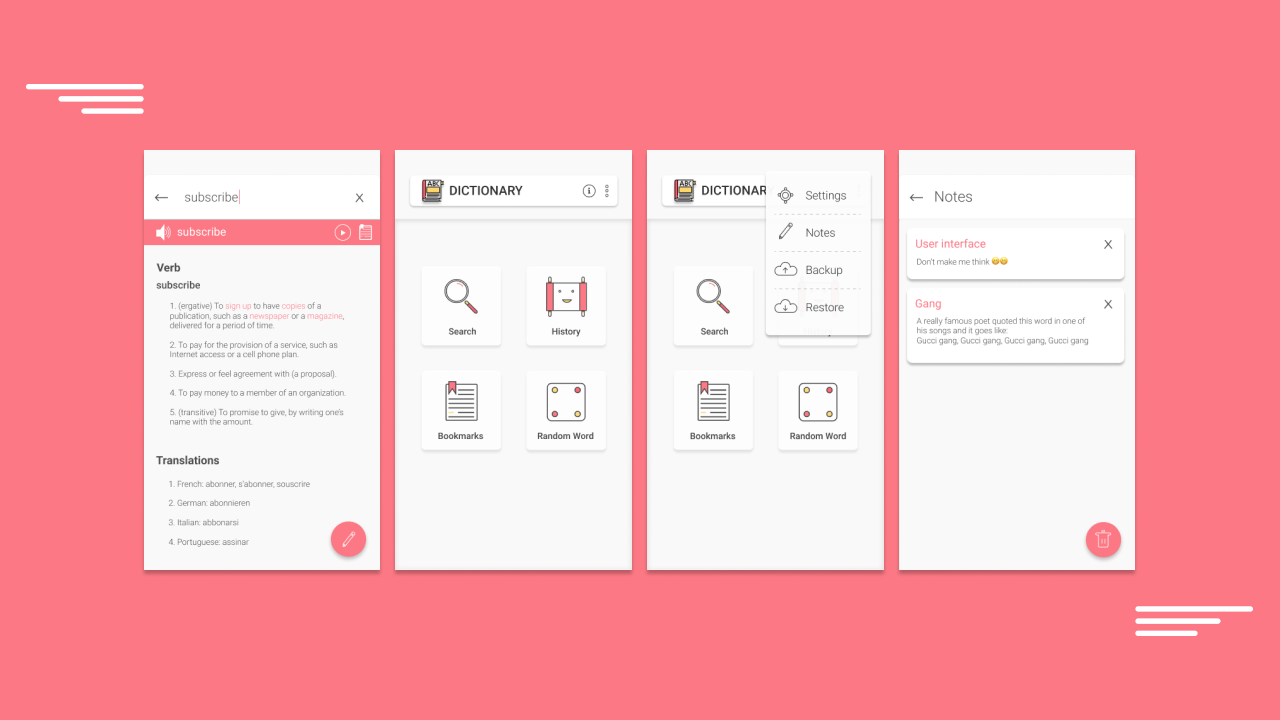 subscribe
X
subscribe
Verb
subscribe
1. (ergative) To sign up to have copies of a
publication, such as a newspaper or a magazine,
delivered for a period of time.
2. To pay for the provision of a service, such as
Internet access or a cell phone plan.
3. Express or feel agreement with (a proposal).
4. To pay money to a member of an organization.
5. (transitive) To promise to give, by writing one's
name with the amount.
Translations
1. French: abonner, s'abonner, souscrire
2. German: abonnieren
3. Italian: abbonarsi
4. Portuguese: assinar
ABC
DICTIONARY
Search
History
Bookmarks
Random Word
ABC
DICTIONAR
Settings
Notes
Backup
Restore
Search
Bookmarks
Random Word
Notes
User interface
X
Don't make me think 😄😄
Gang
X
A really famous poet quoted this word in one of
his songs and it goes like:
Gucci gang, Gucci gang, Gucci gang, Gucci gang